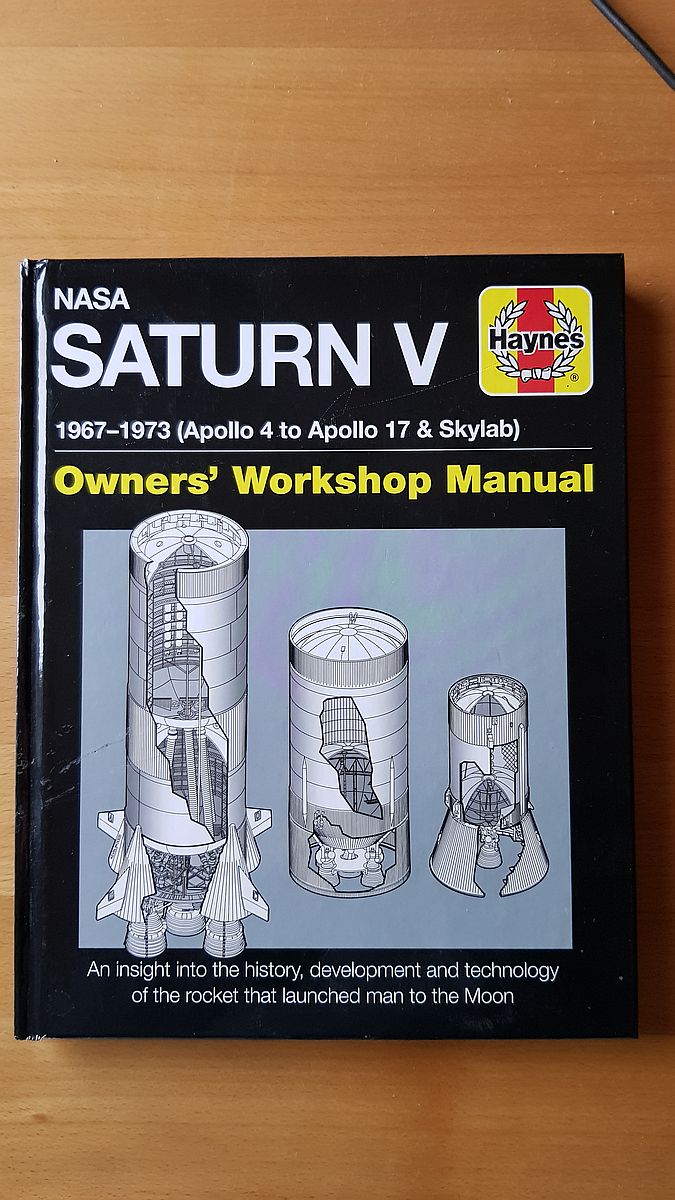 NASA
SATURN V
Haynes
®
1967–1973 (Apollo 4 to Apollo 17 & Skylab)
Owners' Workshop Manual
An insight into the history, development and technology
of the rocket that launched man to the Moon